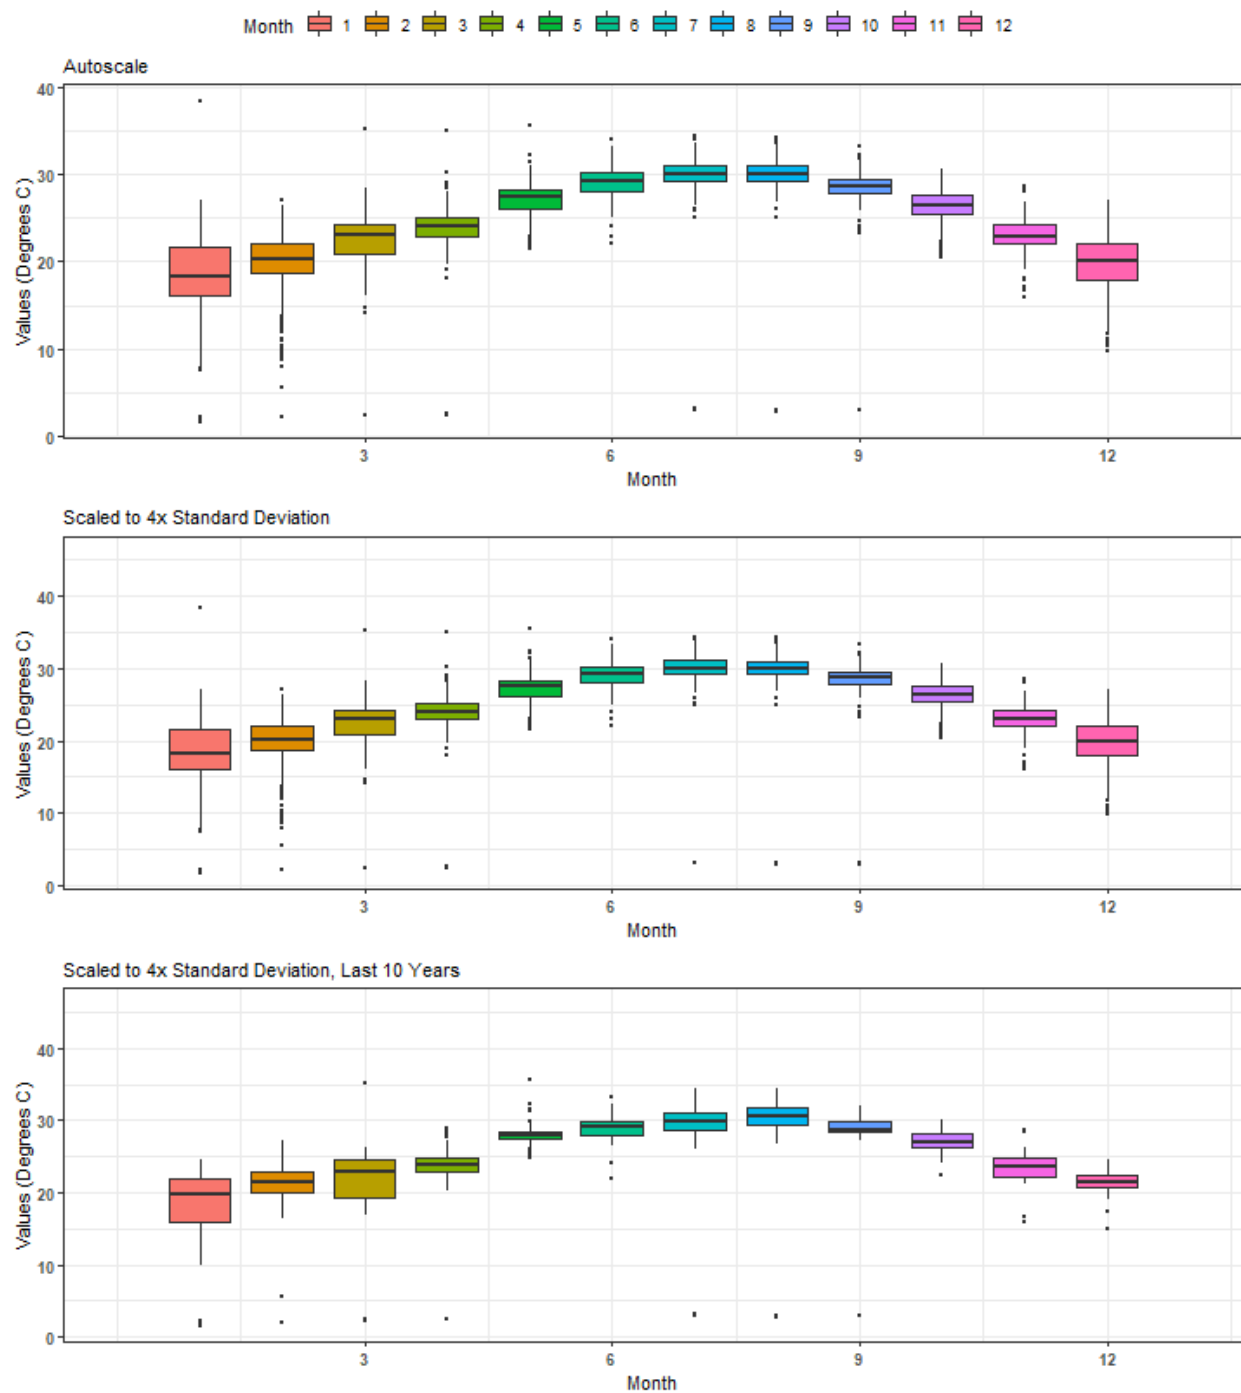 Month 1 2 3 4 5 6 7 8 9 10 11 12
Autoscale
Values (Degrees C)
40
30
20
10
0
3 6 9 12
Month
Scaled to 4x Standard Deviation
Values (Degrees C)
40
30
20
10
0
3 6 9 12
Month
Scaled to 4x Standard Deviation, Last 10 Years
Values (Degrees C)
40
30
20
10
0
3 6 9 12
Month